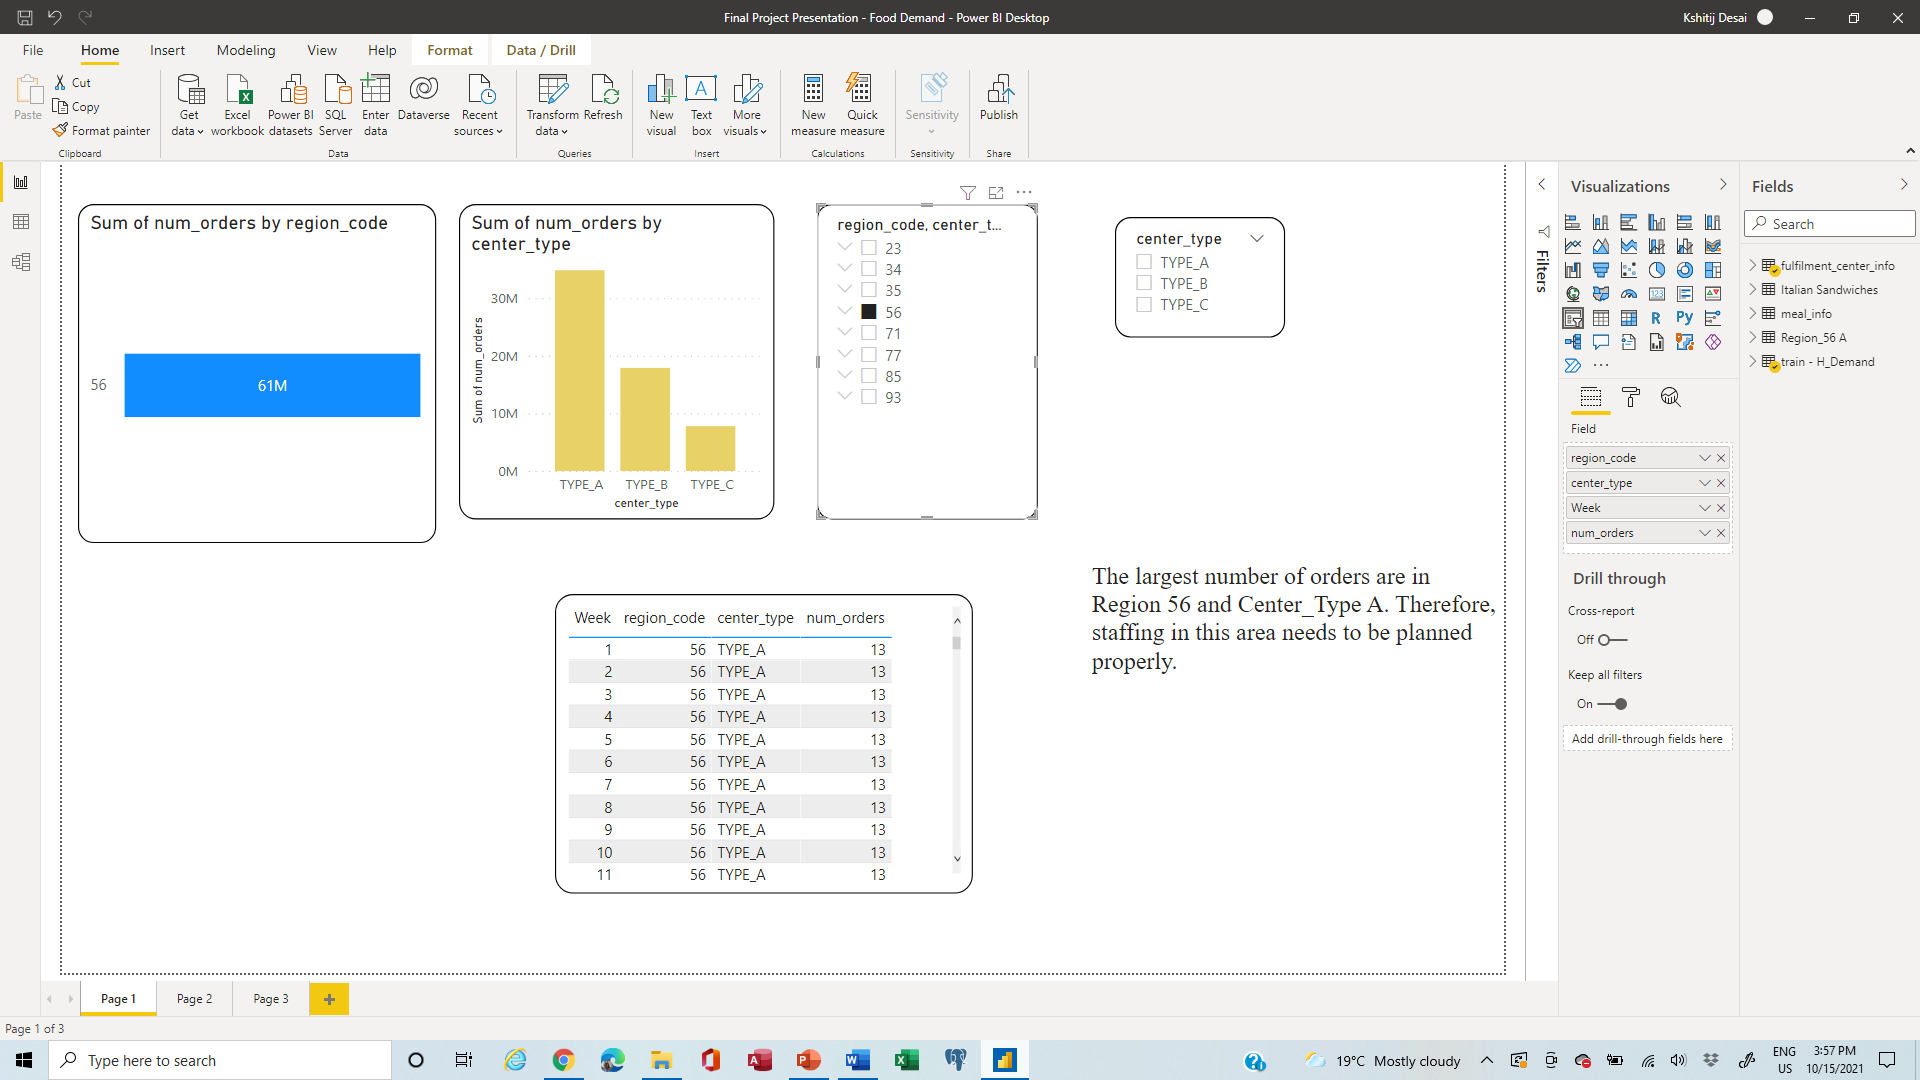 Final Project Presentation - Food Demand - Power BI Desktop
Kshitij Desai
File Home Insert Modeling View Help Format Data / Drill
Paste
Cut
Copy
Format painter
Clipboard
Get data
Excel workbook
Power BI datasets
SQL Server
Enter data
Dataverse
Recent sources
Data
Transform data
Refresh
Queries
New visual
Text box
More visuals
Insert
New measure
Quick measure
Calculations
Sensitivity
Sensitivity
Publish
Share
Sum of num_orders by region_code
56
61M
Sum of num_orders by
center_type
Sum of num_orders
30M
20M
10M
0M
TYPE_A TYPE_B TYPE_C
center_type
region_code, center_t...
23
34
35
56
71
77
85
93
center_type
TYPE_A
TYPE_B
TYPE_C
Week region_code center_type num_orders
1 56 TYPE_A 13
2 56 TYPE_A 13
3 56 TYPE_A 13
4 56 TYPE_A 13
5 56 TYPE_A 13
6 56 TYPE_A 13
7 56 TYPE_A 13
8 56 TYPE_A 13
9 56 TYPE_A 13
10 56 TYPE_A 13
11 56 TYPE_A 13
The largest number of orders are in
Region 56 and Center_Type A. Therefore,
staffing in this area needs to be planned
properly.
Filters
Visualizations
R Py
123
Field
region_code
center_type
Week
num_orders
Drill through
Cross-report
Off
Keep all filters
On
Add drill-through fields here
Fields
Search
fulfilment_center_info
Italian Sandwiches
meal_info
Region_56 A
train - H_Demand
Page 1 Page 2 Page 3 +
Page 1 of 3
Type here to search
19°C Mostly cloudy
ENG
US
3:57 PM
10/15/2021